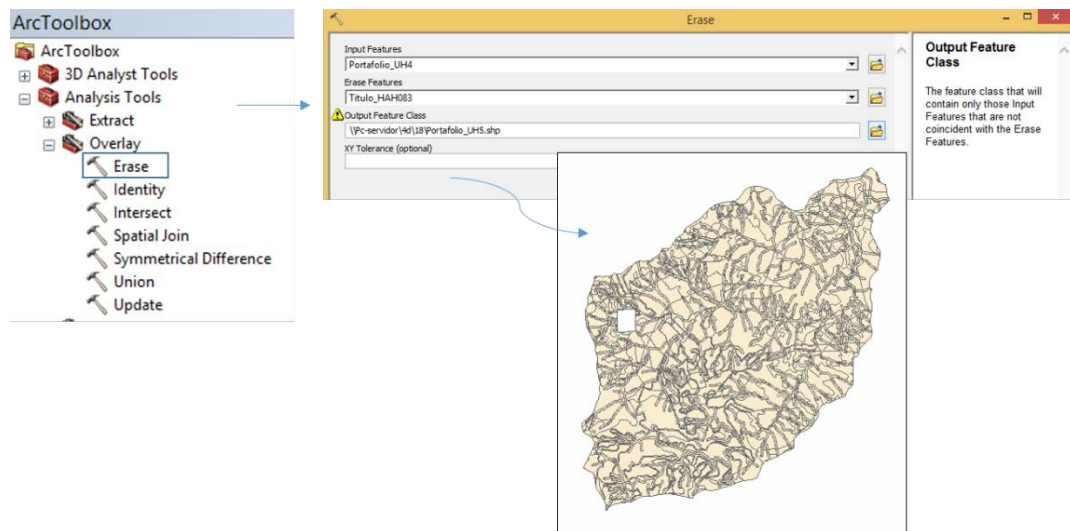 ArcToolbox
ArcToolbox
3D Analyst Tools
Analysis Tools
Extract
Overlay
Erase
Identity
Intersect
Spatial Join
Symmetrical Difference
Union
Update
Erase
Input Features
Portafolio_UH4
Erase Features
Titulo_HAH083
Output Feature Class
\\Pc-servidor\4d\18\Portafolio_UH5.shp
XY Tolerance (optional)
Output Feature
Class
The feature class that will
contain only those Input
Features that are not
coincident with the Erase
Features.